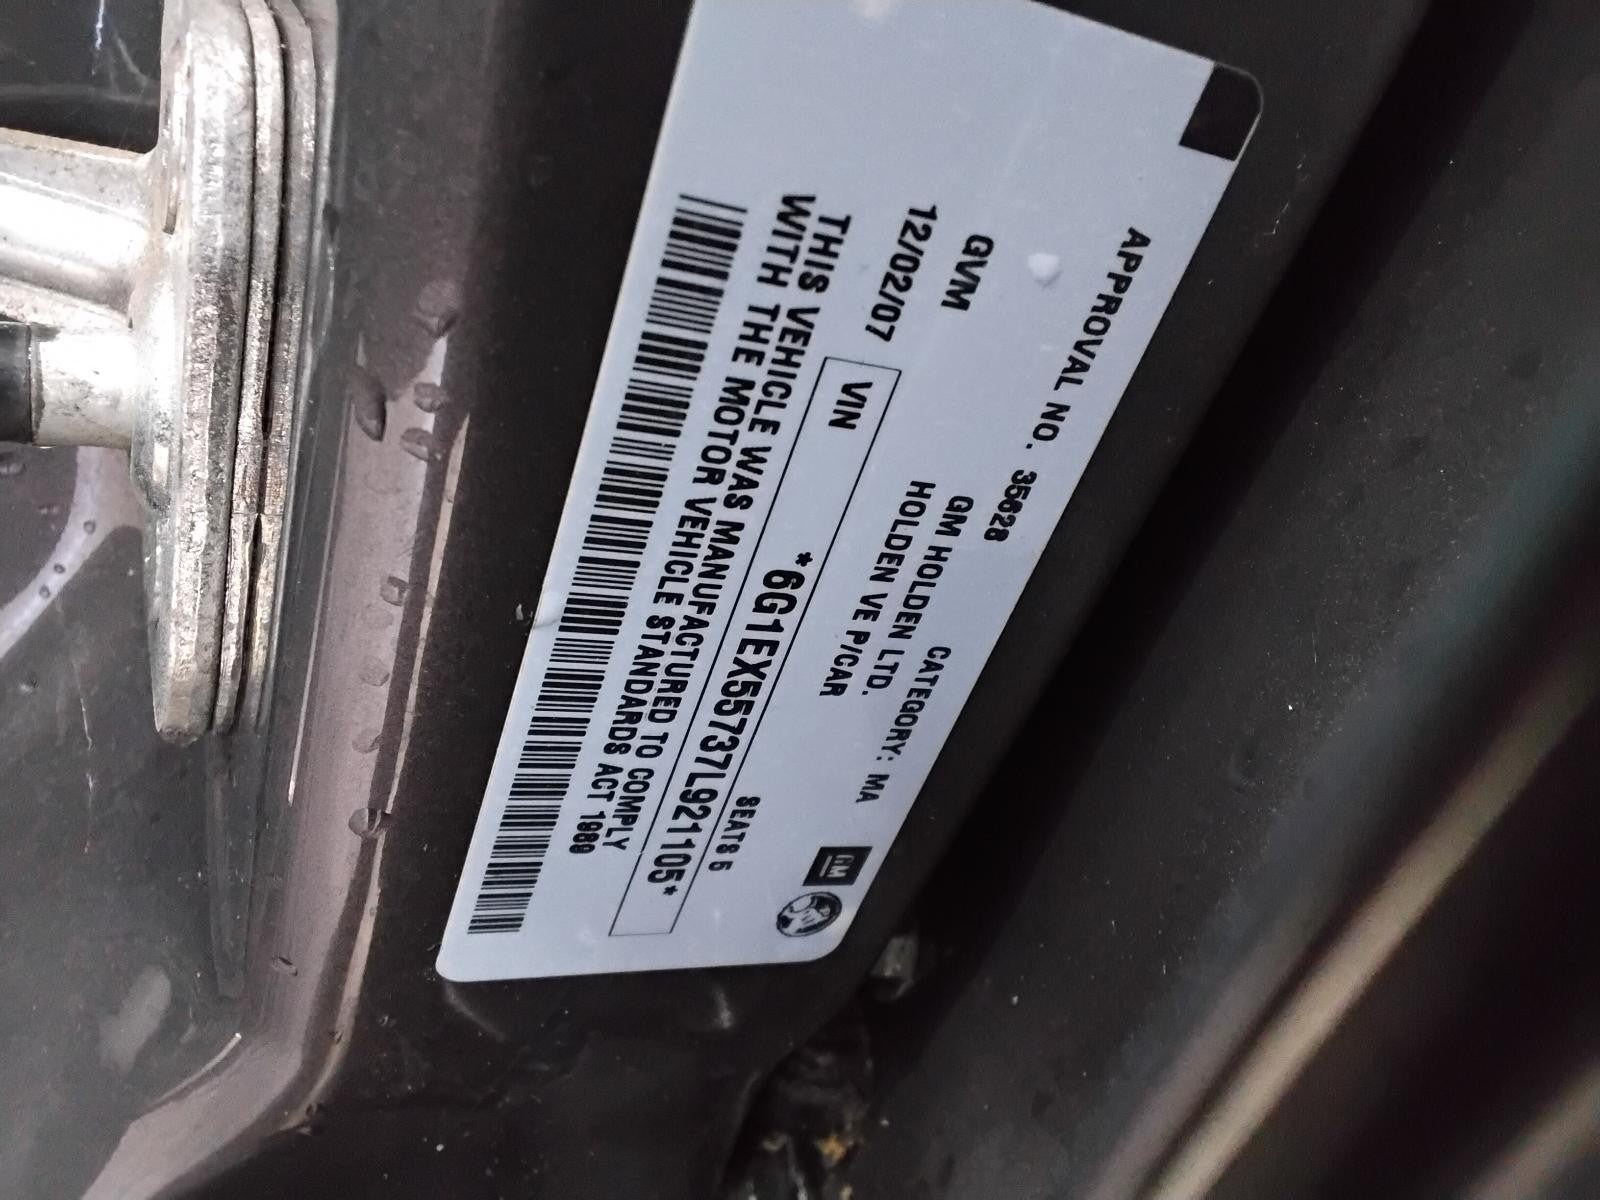 APPROVAL NO. 35628
CATEGORY: MA
GM
GVM
GM HOLDEN LTD.
12/02/07
HOLDEN VE P/CAR
SEATS 5
VIN
*6G1EX55737L921105*
THIS VEHICLE WAS MANUFACTURED TO COMPLY
WITH THE MOTOR VEHICLE STANDARDS ACT 1989